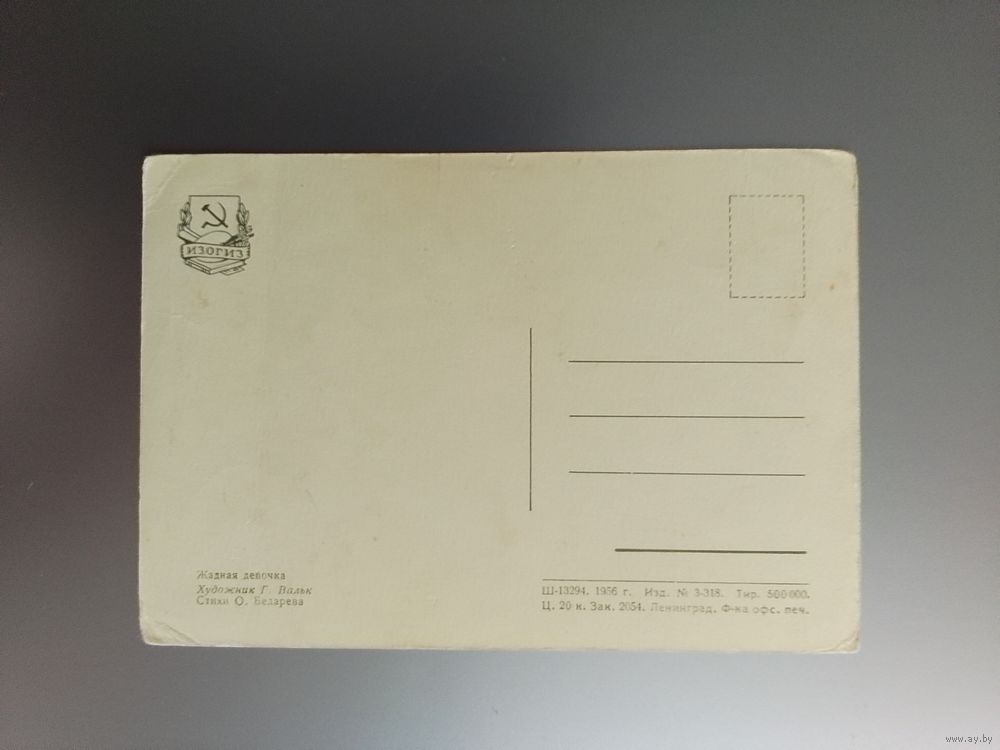 ИЗОГИЗ
Жадная девочка
Художник Г. Вальк
Стихи О. Беларева
Ш-13294. 1956 г. Изд. № 3-318. Тир. 500 000.
Ц. 20 к. Зак. 2054. Ленинград. Ф-ка офс. печ.
www.ay.by